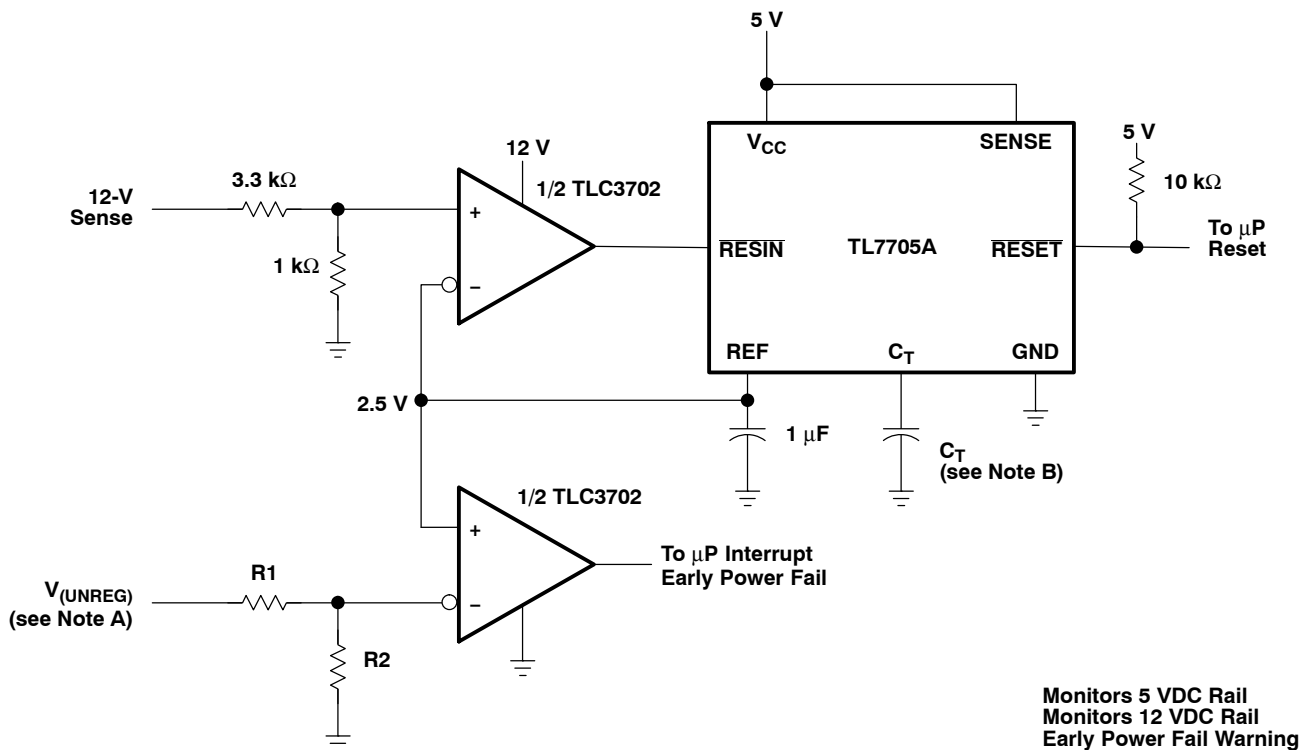 5 V
V_CC
SENSE
5 V
12 V
1/2 TLC3702
3.3 kΩ
12-V
Sense
10 kΩ
+
RESIN
TL7705A
RESET
To μP
Reset
1 kΩ
–
REF
C_T
GND
2.5 V
1 μF
C_T
(see Note B)
1/2 TLC3702
+
To μP Interrupt
Early Power Fail
R1
V_(UNREG)
(see Note A)
–
R2
Monitors 5 VDC Rail
Monitors 12 VDC Rail
Early Power Fail Warning